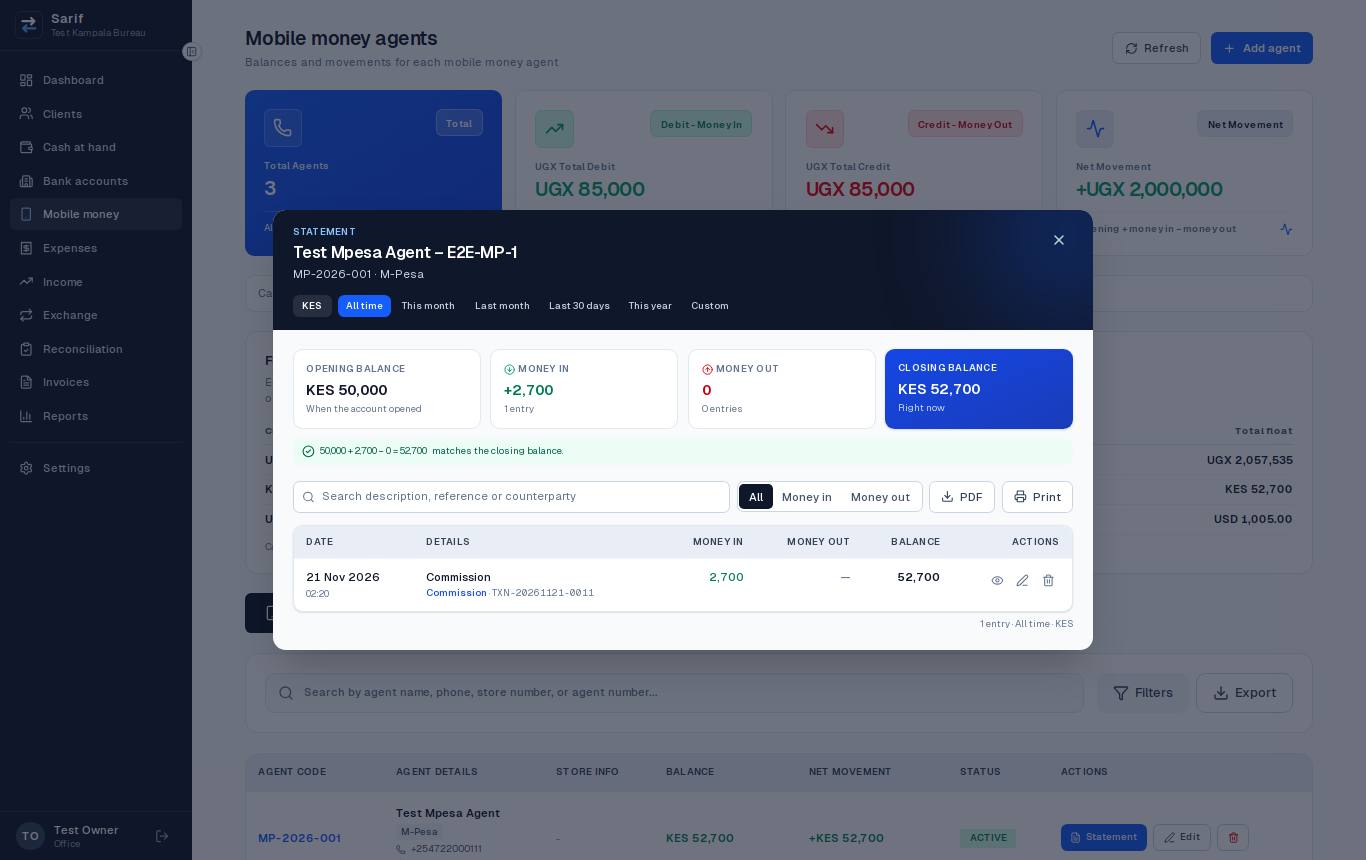 Sarif
Test Kampala Bureau
Dashboard
Clients
Cash at hand
Bank accounts
Mobile money
Expenses
Income
Exchange
Reconciliation
Invoices
Reports
Settings
TO
Test Owner
Office
Mobile money agents
Balances and movements for each mobile money agent
Refresh
Add agent
Total
Total Agents
3
Debit - Money In
UGX Total Debit
UGX 85,000
Credit - Money Out
UGX Total Credit
UGX 85,000
Net Movement
Net Movement
+UGX 2,000,000
+ money in − money out
STATEMENT
Test Mpesa Agent – E2E-MP-1
MP-2026-001 · M-Pesa
KES
All time
This month
Last month
Last 30 days
This year
Custom
OPENING BALANCE
KES 50,000
When the account opened
MONEY IN
+2,700
1 entry
MONEY OUT
0
0 entries
CLOSING BALANCE
KES 52,700
Right now
50,000 + 2,700 − 0 = 52,700 matches the closing balance.
Search description, reference or counterparty
All
Money in
Money out
PDF
Print
DATE DETAILS MONEY IN MONEY OUT BALANCE ACTIONS
21 Nov 2026 Commission 2,700 — 52,700
02:20 Commission · TXN-20261121-0011
1 entry · All time · KES
Total float
UGX 2,057,535
KES 52,700
USD 1,005.00
Search by agent name, phone, store number, or agent number...
Filters
Export
AGENT CODE AGENT DETAILS STORE INFO BALANCE NET MOVEMENT STATUS ACTIONS
Test Mpesa Agent
M-Pesa
MP-2026-001 - KES 52,700 +KES 52,700 ACTIVE Statement Edit
+254722000111